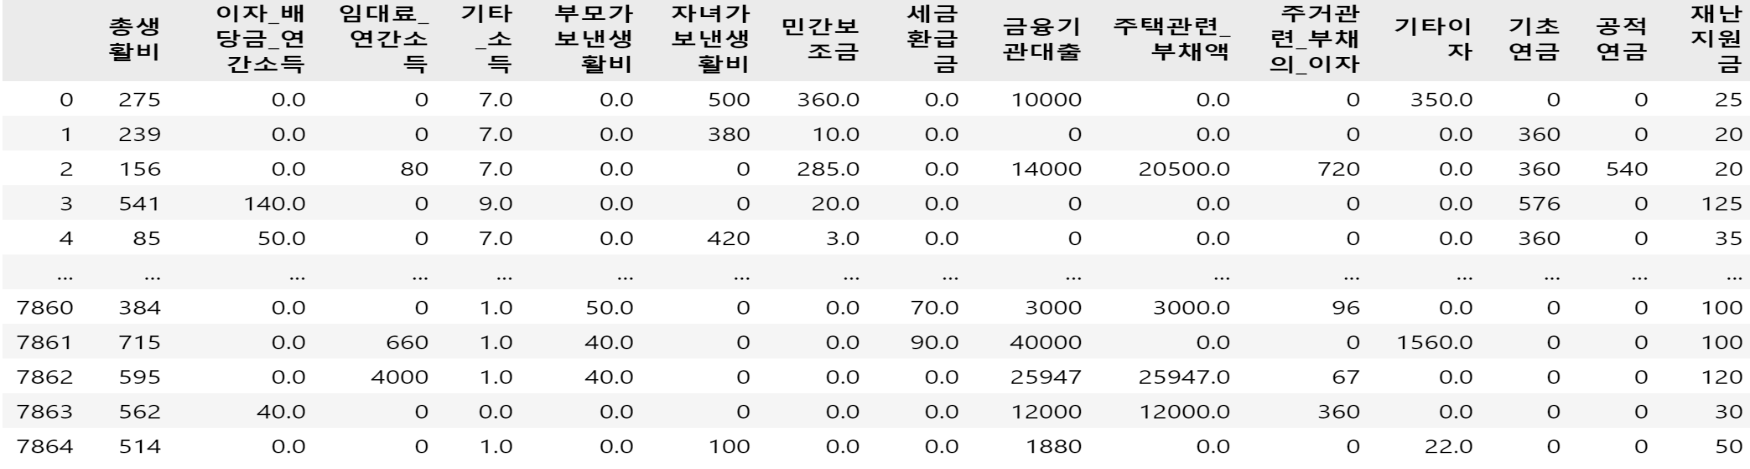 총생활비 이자_배당금_연간소득 임대료_연간소득 기타_소득 부모가보낸생활비 자녀가보낸생활비 민간보조금 세금환급금 금융기관대출 주택관련_부채액 주거관련_부채의_이자 기타이자 기초연금 공적연금 재난지원금
0 275 0.0 0 7.0 0.0 500 360.0 0.0 10000 0.0 0 350.0 0 0 25
1 239 0.0 0 7.0 0.0 380 10.0 0.0 0 0.0 0 0.0 360 0 20
2 156 0.0 80 7.0 0.0 0 285.0 0.0 14000 20500.0 720 0.0 360 540 20
3 541 140.0 0 9.0 0.0 0 20.0 0.0 0 0.0 0 0.0 576 0 125
4 85 50.0 0 7.0 0.0 420 3.0 0.0 0 0.0 0 0.0 360 0 35
... ... ... ... ... ... ... ... ... ... ... ... ... ... ... ...
7860 384 0.0 0 1.0 50.0 0 0.0 70.0 3000 3000.0 96 0.0 0 0 100
7861 715 0.0 660 1.0 40.0 0 0.0 90.0 40000 0.0 0 1560.0 0 0 100
7862 595 0.0 4000 1.0 40.0 0 0.0 0.0 25947 25947.0 67 0.0 0 0 120
7863 562 40.0 0 0.0 0.0 0 0.0 0.0 12000 12000.0 360 0.0 0 0 30
7864 514 0.0 0 1.0 0.0 100 0.0 0.0 1880 0.0 0 22.0 0 0 50